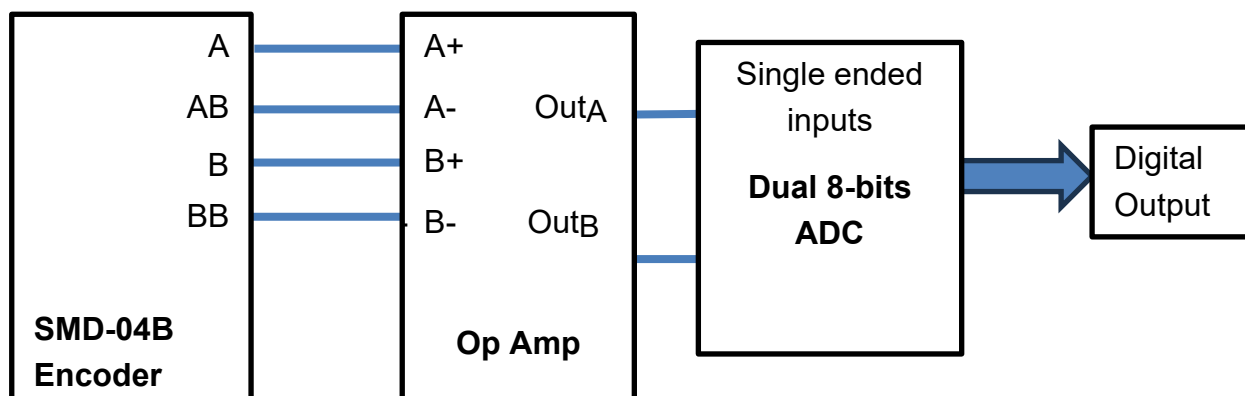 A
AB
B
BB
SMD-04B
Encoder
A+
A-
B+
B-
OutA
OutB
Op Amp
Single ended
inputs
Dual 8-bits
ADC
Digital
Output